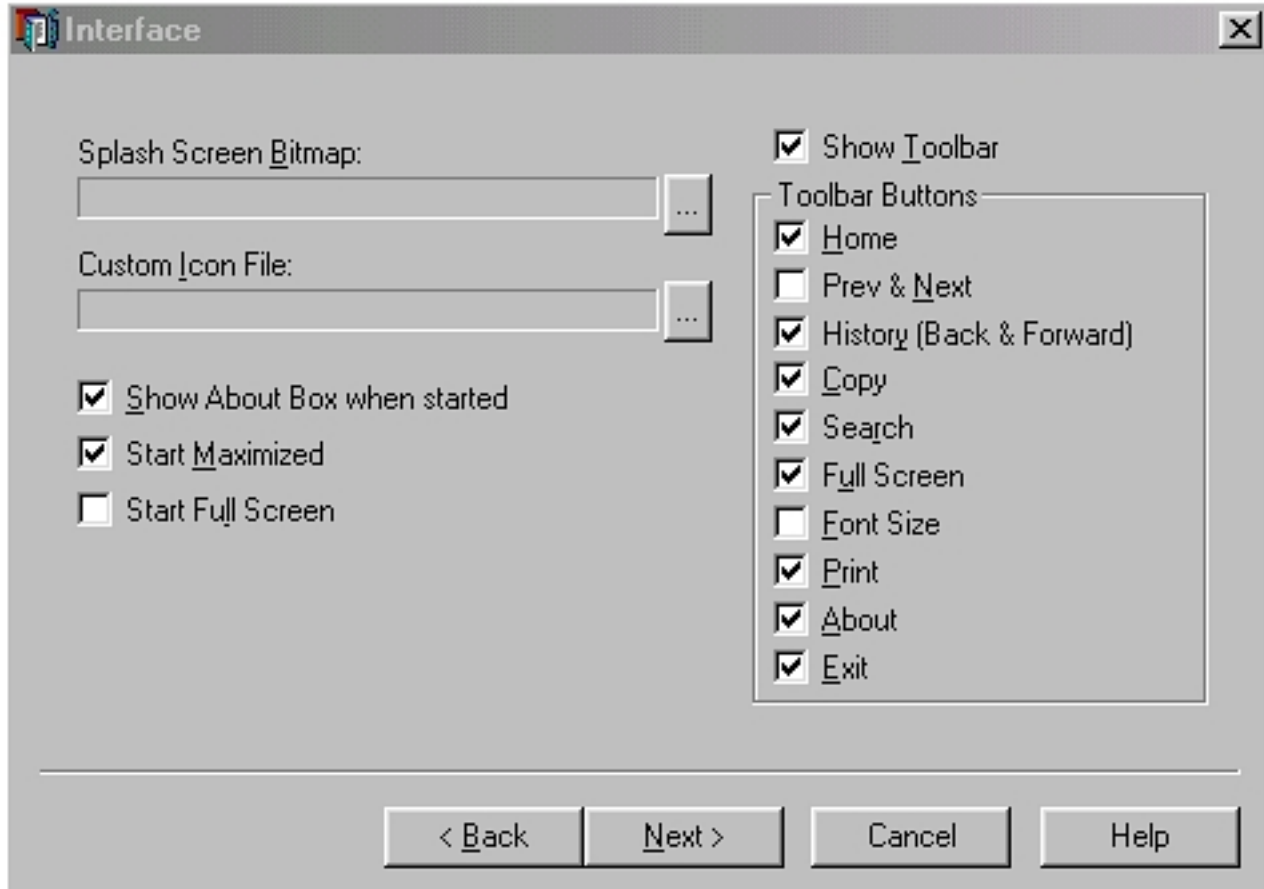 Interface
Splash Screen Bitmap:
...
Custom Icon File:
...
Show About Box when started
Start Maximized
Start Full Screen
Show Toolbar
Toolbar Buttons
Home
Prev & Next
History (Back & Forward)
Copy
Search
Full Screen
Font Size
Print
About
Exit
< Back
Next >
Cancel
Help